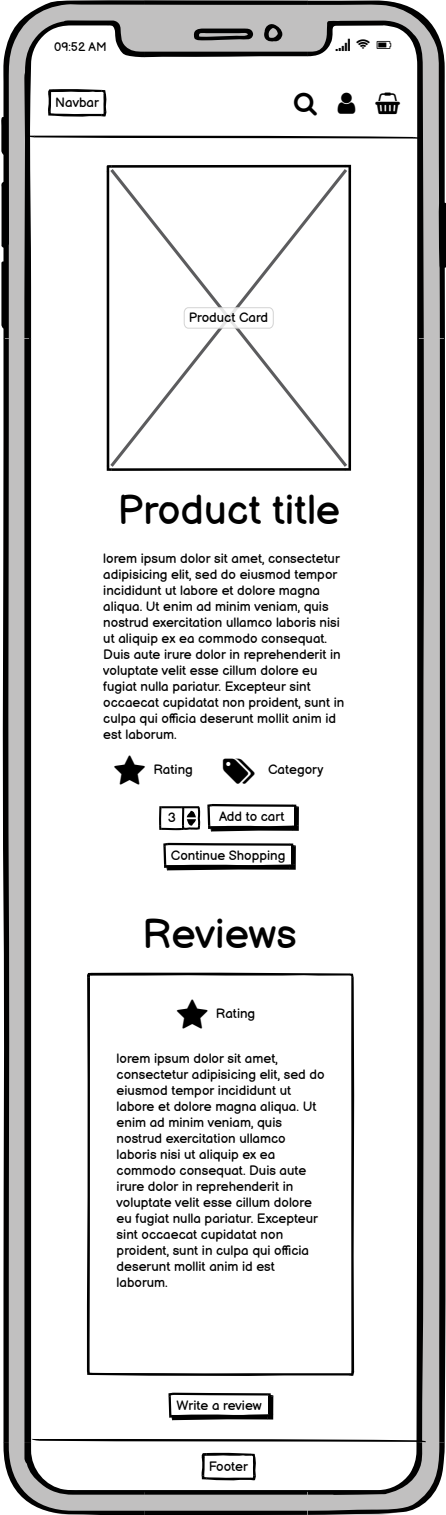 09:52 AM
Navbar
Product Card
Product title
lorem ipsum dolor sit amet, consectetur
adipisicing elit, sed do eiusmod tempor
incididunt ut labore et dolore magna
aliqua. Ut enim ad minim veniam, quis
nostrud exercitation ullamco laboris nisi
ut aliquip ex ea commodo consequat.
Duis aute irure dolor in reprehenderit in
voluptate velit esse cillum dolore eu
fugiat nulla pariatur. Excepteur sint
occaecat cupidatat non proident, sunt in
culpa qui officia deserunt mollit anim id
est laborum.
Rating Category
3 Add to cart
Continue Shopping
Reviews
Rating
lorem ipsum dolor sit amet,
consectetur adipisicing elit, sed do
eiusmod tempor incididunt ut
labore et dolore magna aliqua. Ut
enim ad minim veniam, quis
nostrud exercitation ullamco
laboris nisi ut aliquip ex ea
commodo consequat. Duis aute
irure dolor in reprehenderit in
voluptate velit esse cillum dolore
eu fugiat nulla pariatur. Excepteur
sint occaecat cupidatat non
proident, sunt in culpa qui officia
deserunt mollit anim id est
laborum.
Write a review
Footer